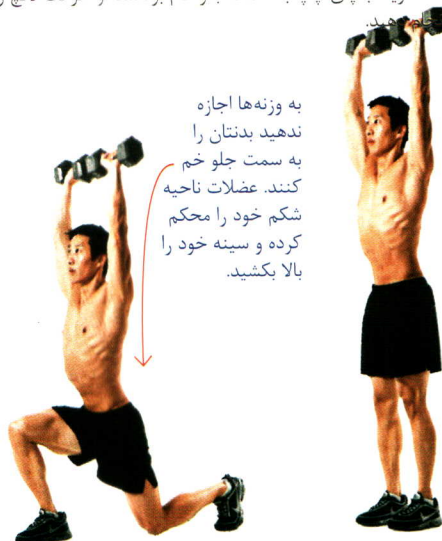 به وزنه‌ها اجازه
ندهید بدنتان را
به سمت جلو خم
کنند. عضلات ناحیه
شکم خود را محکم
کرده و سینه خود را
بالا بکشید.